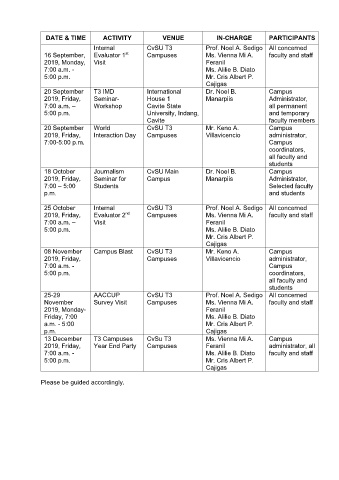 DATE & TIME ACTIVITY VENUE IN-CHARGE PARTICIPANTS
16 September,
2019, Monday,
7:00 a.m. -
5:00 p.m.
Internal
Evaluator 1st
Visit
CvSU T3
Campuses
Prof. Noel A. Sedigo
Ms. Vienna Mi A.
Feranil
Ms. Allilie B. Diato
Mr. Cris Albert P.
Cajigas
All concerned
faculty and staff
20 September
2019, Friday,
7:00 a.m. –
5:00 p.m.
T3 IMD
Seminar-
Workshop
International
House 1
Cavite State
University, Indang,
Cavite
Dr. Noel B.
Manarpiis
Campus
Administrator,
all permanent
and temporary
faculty members
20 September
2019, Friday,
7:00-5:00 p.m.
World
Interaction Day
CvSU T3
Campuses
Mr. Keno A.
Villavicencio
Campus
administrator,
Campus
coordinators,
all faculty and
students
18 October
2019, Friday,
7:00 – 5:00
p.m.
Journalism
Seminar for
Students
CvSU Main
Campus
Dr. Noel B.
Manarpiis
Campus
Administrator,
Selected faculty
and students
25 October
2019, Friday,
7:00 a.m. -
5:00 p.m.
Internal
Evaluator 2nd
Visit
CvSU T3
Campuses
Prof. Noel A. Sedigo
Ms. Vienna Mi A.
Feranil
Ms. Allilie B. Diato
Mr. Cris Albert P.
Cajigas
All concerned
faculty and staff
08 November
2019, Friday,
7:00 a.m. -
5:00 p.m.
Campus Blast
CvSU T3
Campuses
Mr. Keno A.
Villavicencio
Campus
administrator,
Campus
coordinators,
all faculty and
students
25-29
November
2019, Monday-
Friday, 7:00
a.m. - 5:00
p.m.
AACCUP
Survey Visit
CvSU T3
Campuses
Prof. Noel A. Sedigo
Ms. Vienna Mi A.
Feranil
Ms. Allilie B. Diato
Mr. Cris Albert P.
Cajigas
All concerned
faculty and staff
13 December
2019, Friday,
7:00 a.m. -
5:00 p.m.
T3 Campuses
Year End Party
CvSu T3
Campuses
Ms. Vienna Mi A.
Feranil
Ms. Allilie B. Diato
Mr. Cris Albert P.
Cajigas
Campus
administrator, all
faculty and staff
Please be guided accordingly.